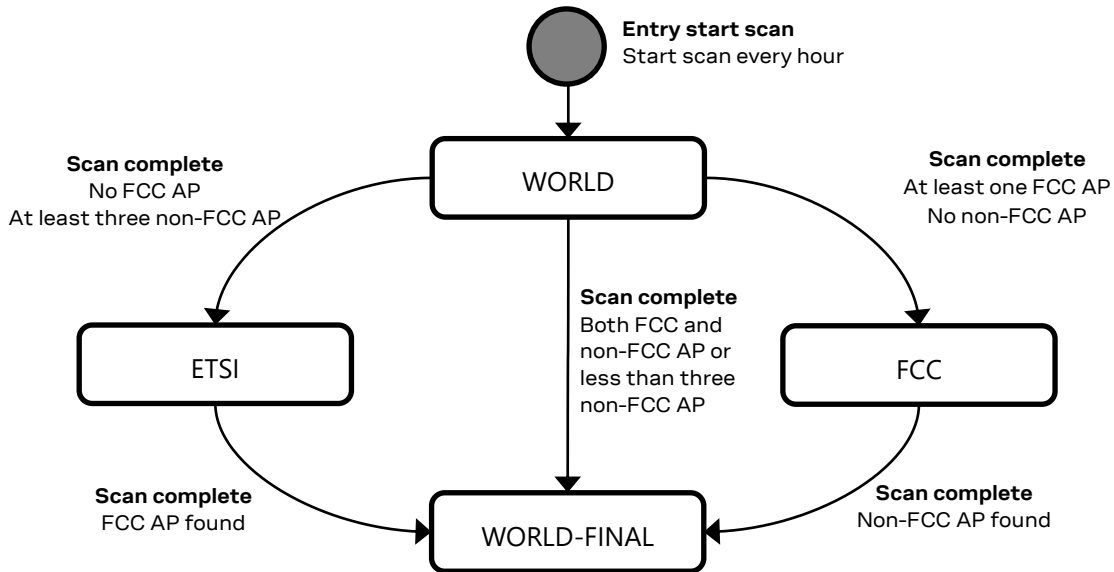 Entry start scan
Start scan every hour
WORLD
Scan complete
No FCC AP
At least three non-FCC AP
Scan complete
At least one FCC AP
No non-FCC AP
Scan complete
Both FCC and
non-FCC AP or
less than three
non-FCC AP
ETSI
FCC
Scan complete
FCC AP found
WORLD-FINAL
Scan complete
Non-FCC AP found